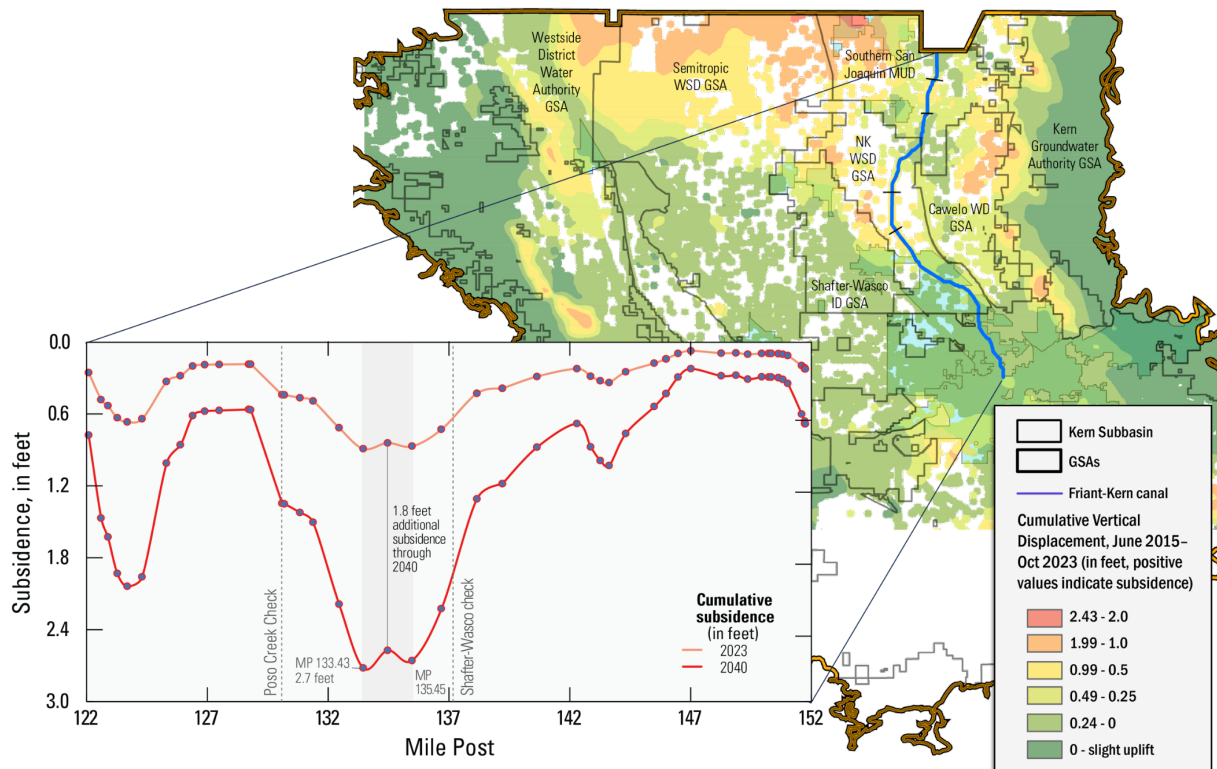 Westside
District
Water
Authority
GSA
Semitropic
WSD GSA
Southern San
Joaquin MUD
NK
WSD
GSA
Kern
Groundwater
Authority GSA
Cawelo WD
GSA
Shafter-Wasco
ID GSA
Subsidence, in feet
0.0
0.6
1.2
1.8
2.4
3.0
122
127
132
137
142
147
152
Mile Post
Poso Creek Check
1.8 feet
additional
subsidence
through
2040
Shafter-Wasco check
MP 133.43
2.7 feet
MP
135.45
Cumulative
subsidence
(in feet)
2023
2040
Kern Subbasin
GSAs
Friant-Kern canal
Cumulative Vertical
Displacement, June 2015–
Oct 2023 (in feet, positive
values indicate subsidence)
2.43 - 2.0
1.99 - 1.0
0.99 - 0.5
0.49 - 0.25
0.24 - 0
0 - slight uplift